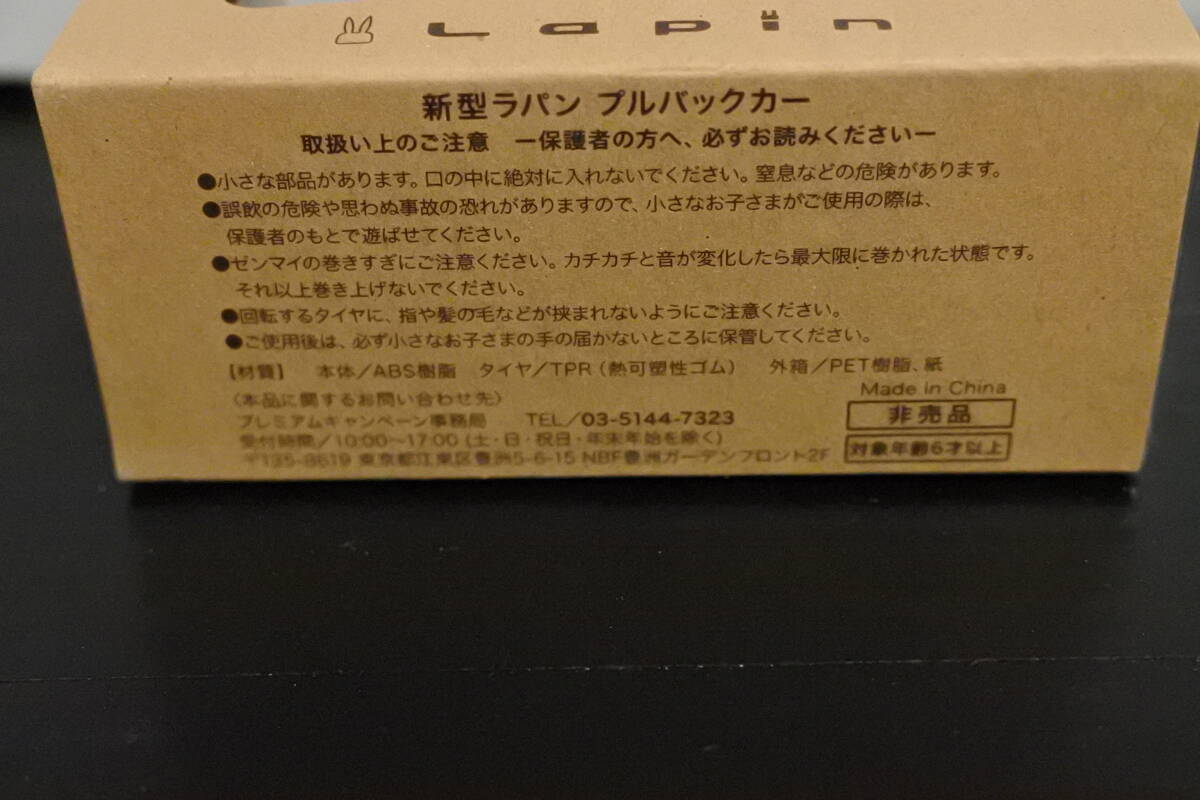 Lapin
新型ラパン プルバックカー
取扱い上のご注意 ー保護者の方へ、必ずお読みくださいー
●小さな部品があります。口の中に絶対に入れないでください。窒息などの危険があります。
●誤飲の危険や思わぬ事故の恐れがありますので、小さなお子さまがご使用の際は、
保護者のもとで遊ばせてください。
●ゼンマイの巻きすぎにご注意ください。カチカチと音が変化したら最大限に巻かれた状態です。
それ以上巻き上げないでください。
●回転するタイヤに、指や髪の毛などが挟まれないようにご注意ください。
●ご使用後は、必ず小さなお子さまの手の届かないところに保管してください。
【材質】 本体/ABS樹脂 タイヤ/TPR(熱可塑性ゴム) 外箱/PET樹脂、紙
Made in China
〈本品に関するお問い合わせ先〉
プレミアムキャンペーン事務局 TEL/03-5144-7323
非売品
受付時間/10:00~17:00(土・日・祝日・年末年始を除く)
〒135-8619 東京都江東区豊洲5-6-15 NBF豊洲ガーデンフロント2F
対象年齢6才以上